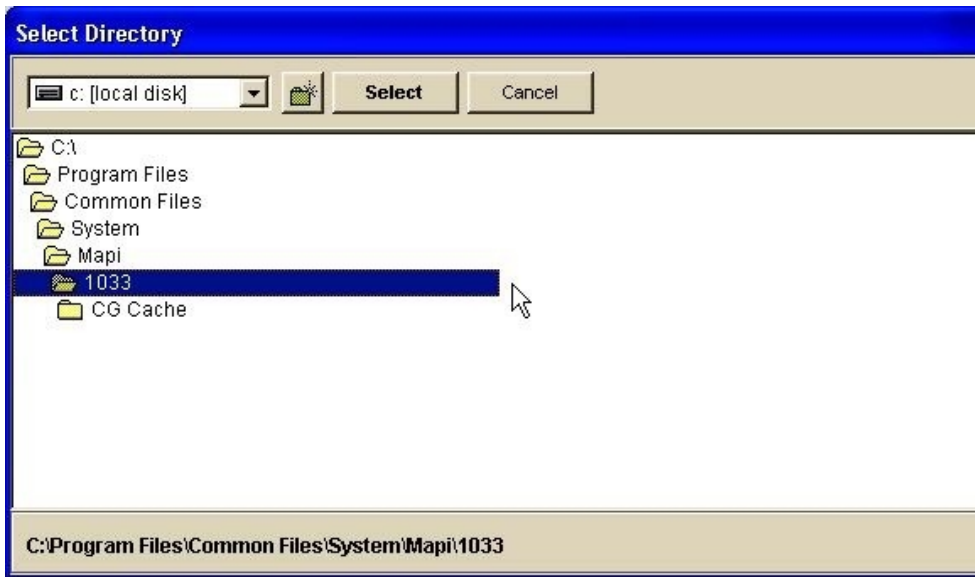 Select Directory
c: [local disk] Select Cancel
C:\
Program Files
Common Files
System
Mapi
1033
CG Cache
C:\Program Files\Common Files\System\Mapi\1033